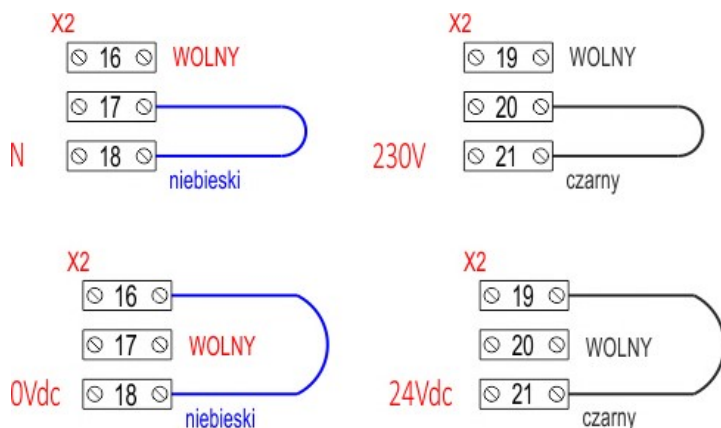 X2
16 WOLNY
17
N 18
niebieski
X2
19 WOLNY
20
230V 21
czarny
X2
16
17 WOLNY
0Vdc 18
niebieski
X2
19
20 WOLNY
24Vdc 21
czarny